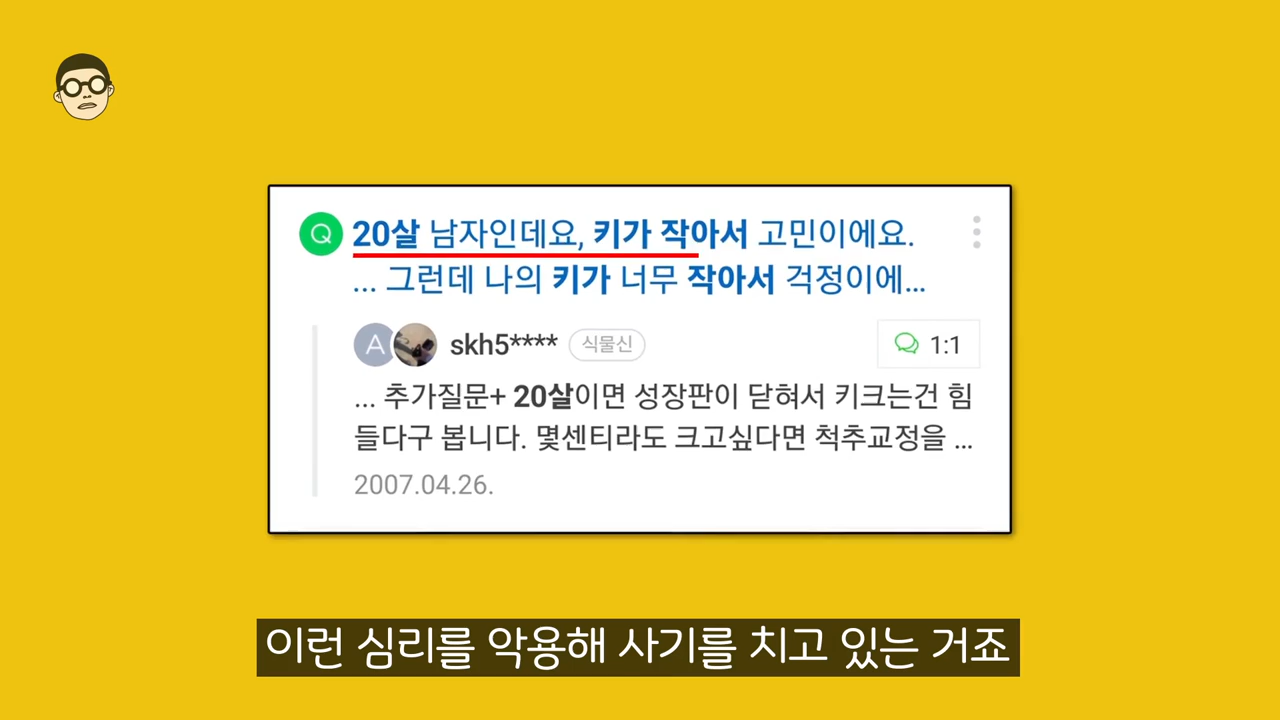 Q 20살 남자인데요, 키가 작아서 고민이에요.
... 그런데 나의 키가 너무 작아서 걱정이에...
A skh5**** 식물신 1:1
... 추가질문+ 20살이면 성장판이 닫혀서 키크는건 힘
들다구 봅니다. 몇센티라도 크고싶다면 척추교정을 ...
2007.04.26.
이런 심리를 악용해 사기를 치고 있는 거죠